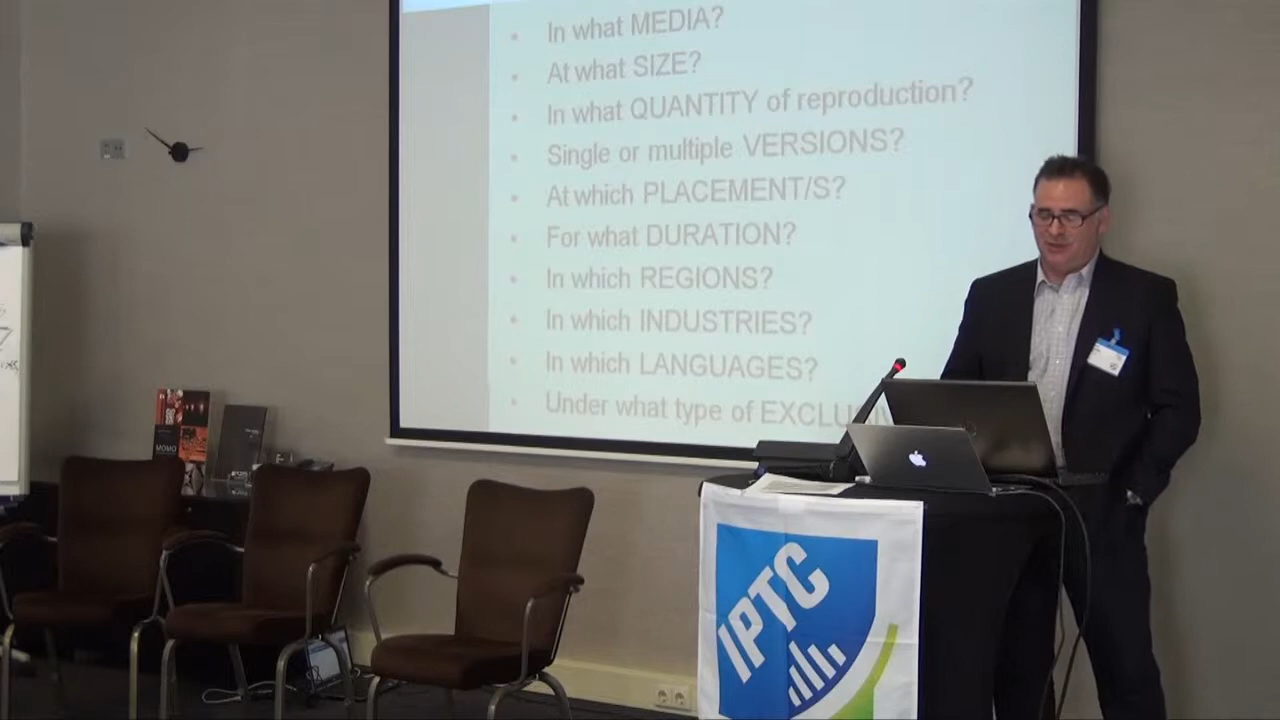 In what MEDIA?
At what SIZE?
In what QUANTITY of reproduction?
Single or multiple VERSIONS?
At which PLACEMENT/S?
For what DURATION?
In which REGIONS?
In which INDUSTRIES?
In which LANGUAGES?
Under what type of
MOMO
IPTC